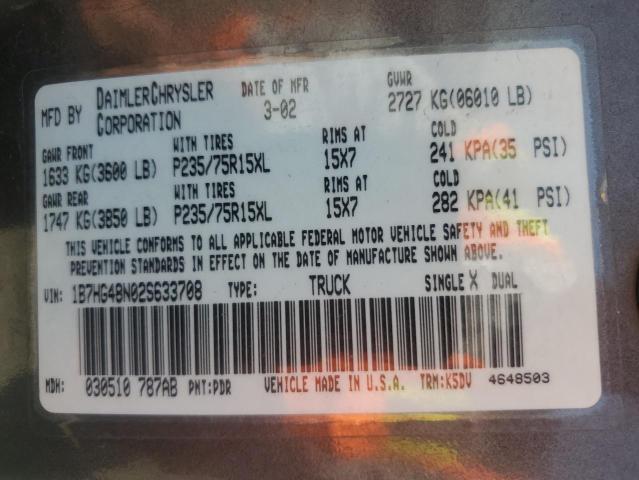 MFD BY DAIMLERCHRYSLER CORPORATION DATE OF MFR 3-02 GVWR 2727 KG(06010 LB)
GAWR FRONT WITH TIRES RIMS AT COLD
1633 KG(3600 LB) P235/75R15XL 15X7 241 KPA(35 PSI)
GAWR REAR WITH TIRES RIMS AT COLD
1747 KG(3850 LB) P235/75R15XL 15X7 282 KPA(41 PSI)
THIS VEHICLE CONFORMS TO ALL APPLICABLE FEDERAL MOTOR VEHICLE SAFETY AND THEFT
PREVENTION STANDARDS IN EFFECT ON THE DATE OF MANUFACTURE SHOWN ABOVE.
VIN: 1B7HG48N02S633708 TYPE: TRUCK SINGLE X DUAL
MDH: 030510 787AB PNT:PDR VEHICLE MADE IN U.S.A. TRM:K5DV 4648503